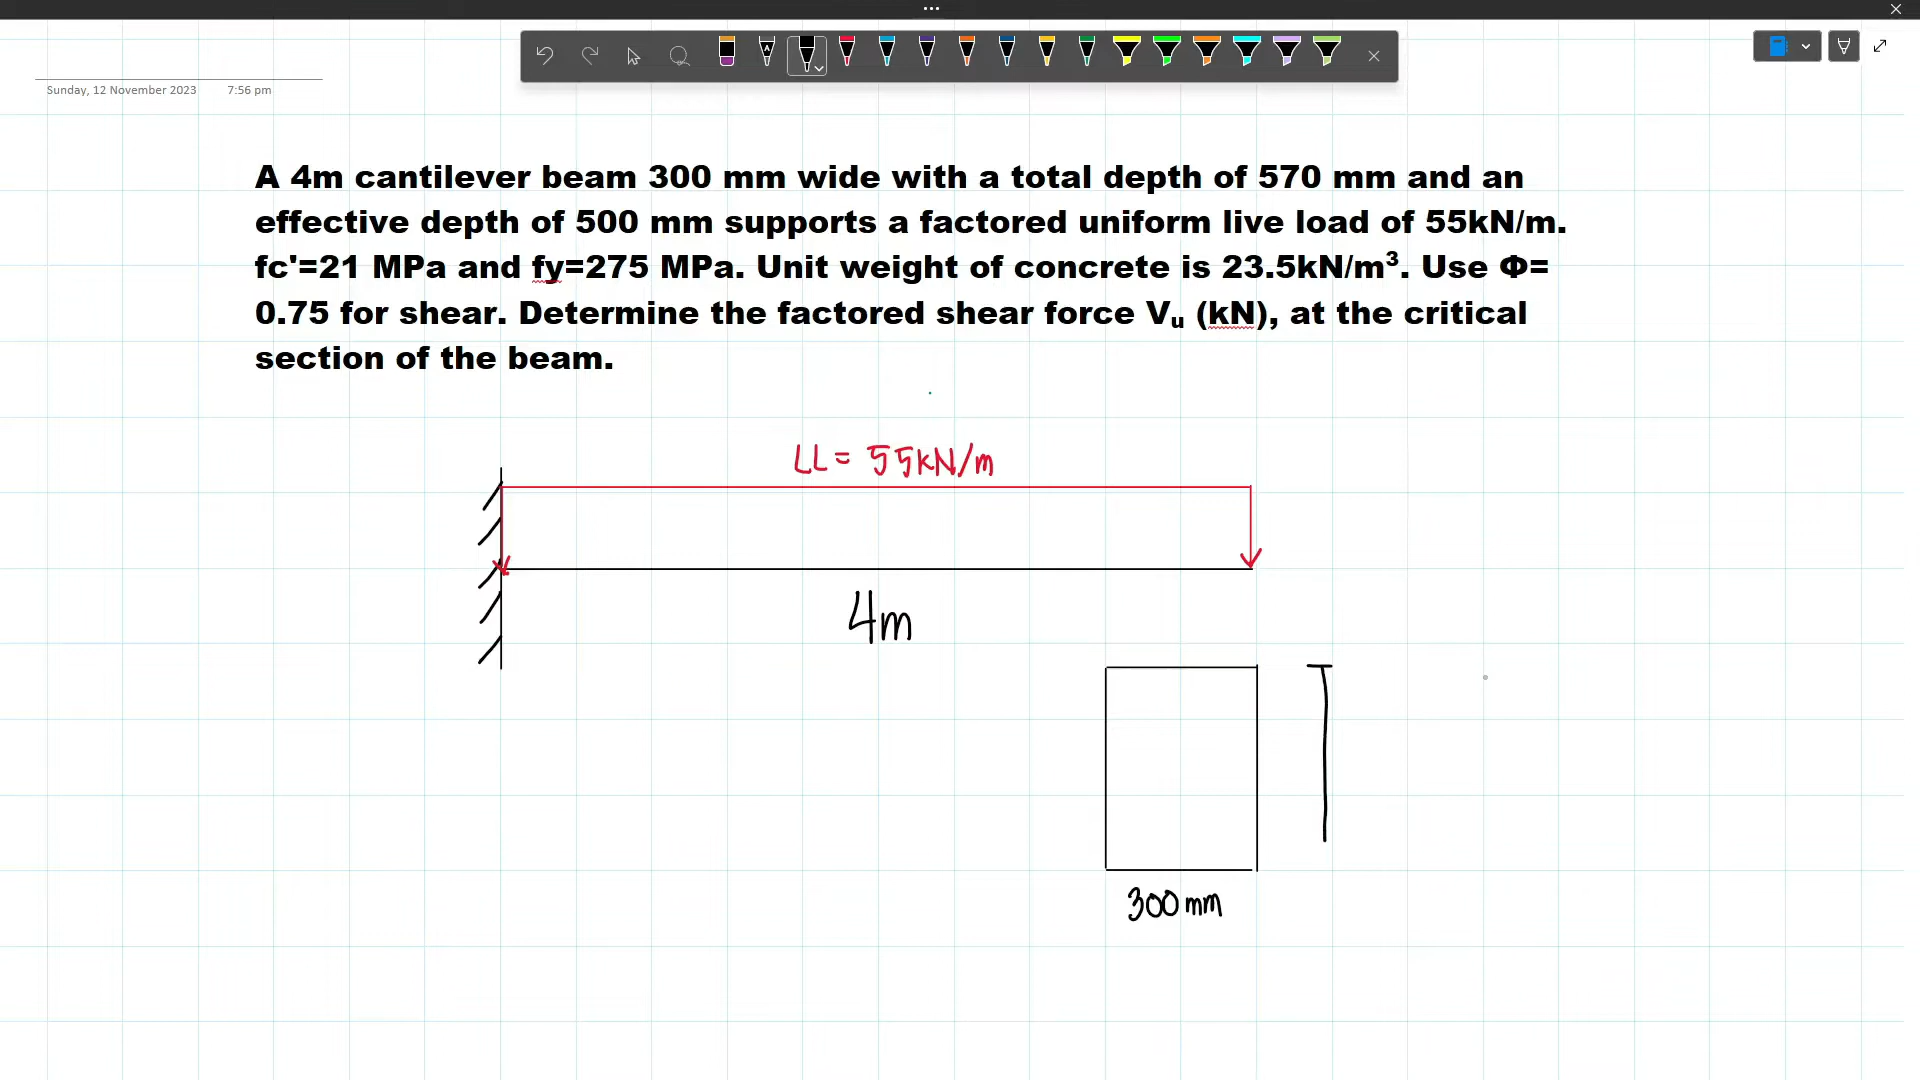 Sunday, 12 November 2023 7:56 pm
A 4m cantilever beam 300 mm wide with a total depth of 570 mm and an
effective depth of 500 mm supports a factored uniform live load of 55kN/m.
fc'=21 MPa and fy=275 MPa. Unit weight of concrete is 23.5kN/m³. Use Φ=
0.75 for shear. Determine the factored shear force Vᵤ (kN), at the critical
section of the beam.
LL = 55kN/m
4m
300mm